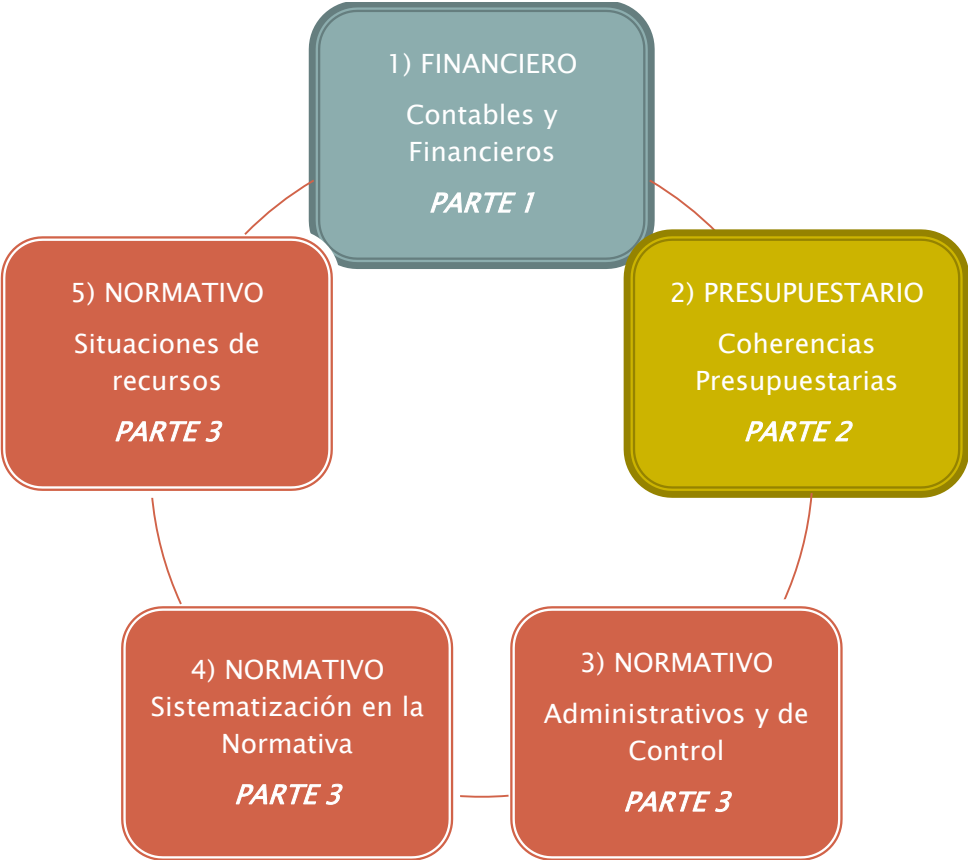 1) FINANCIERO
Contables y
Financieros
PARTE 1
2) PRESUPUESTARIO
Coherencias
Presupuestarias
PARTE 2
3) NORMATIVO
Administrativos y de
Control
PARTE 3
4) NORMATIVO
Sistematización en la
Normativa
PARTE 3
5) NORMATIVO
Situaciones de
recursos
PARTE 3